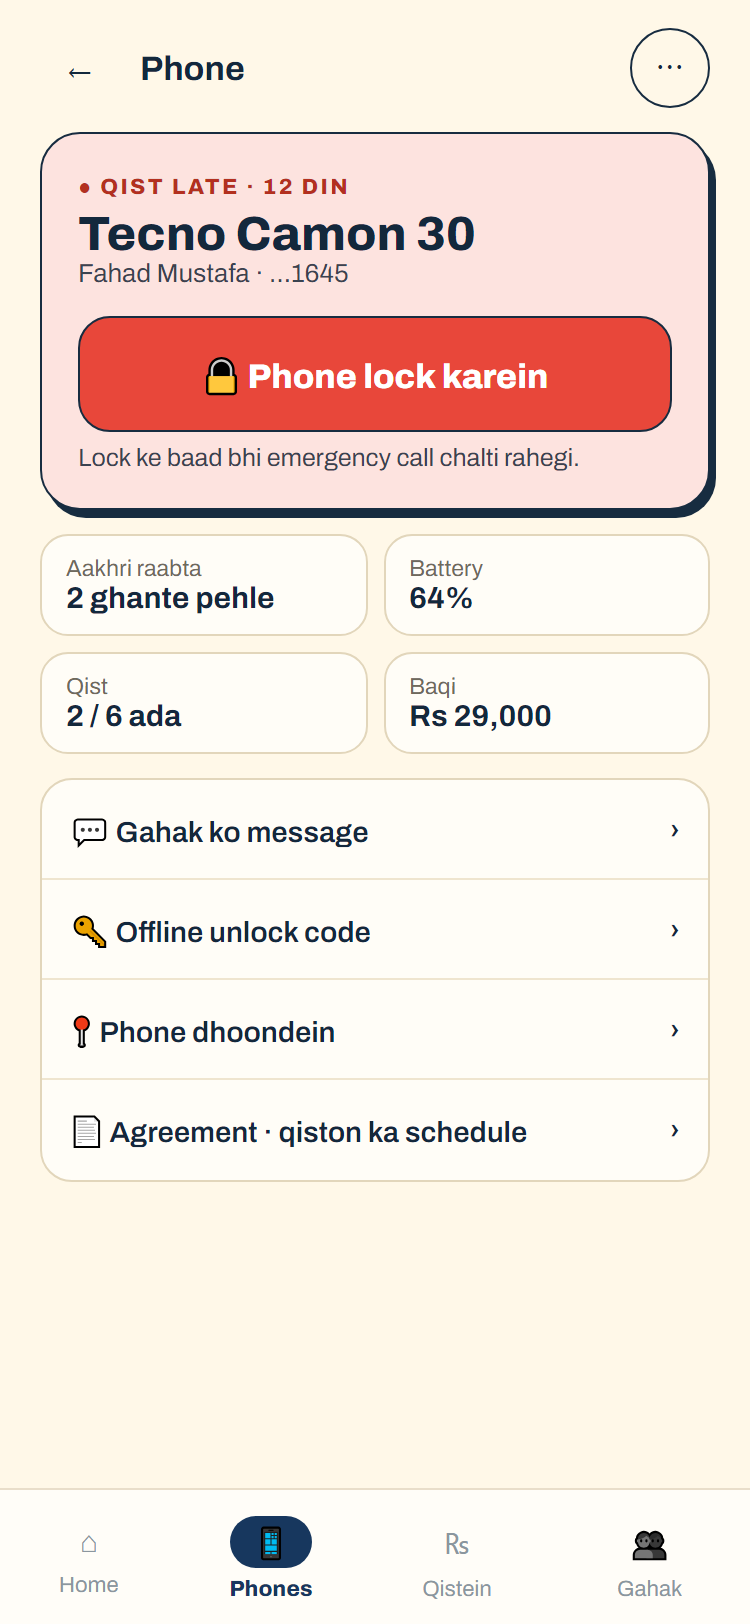 ← Phone ...
• QIST LATE · 12 DIN
Tecno Camon 30
Fahad Mustafa · ...1645
Phone lock karein
Lock ke baad bhi emergency call chalti rahegi.
Aakhri raabta
2 ghante pehle
Battery
64%
Qist
2 / 6 ada
Baqi
Rs 29,000
Gahak ko message ›
Offline unlock code ›
Phone dhoondein ›
Agreement · qiston ka schedule ›
Home
Phones
₨
Qistein
Gahak